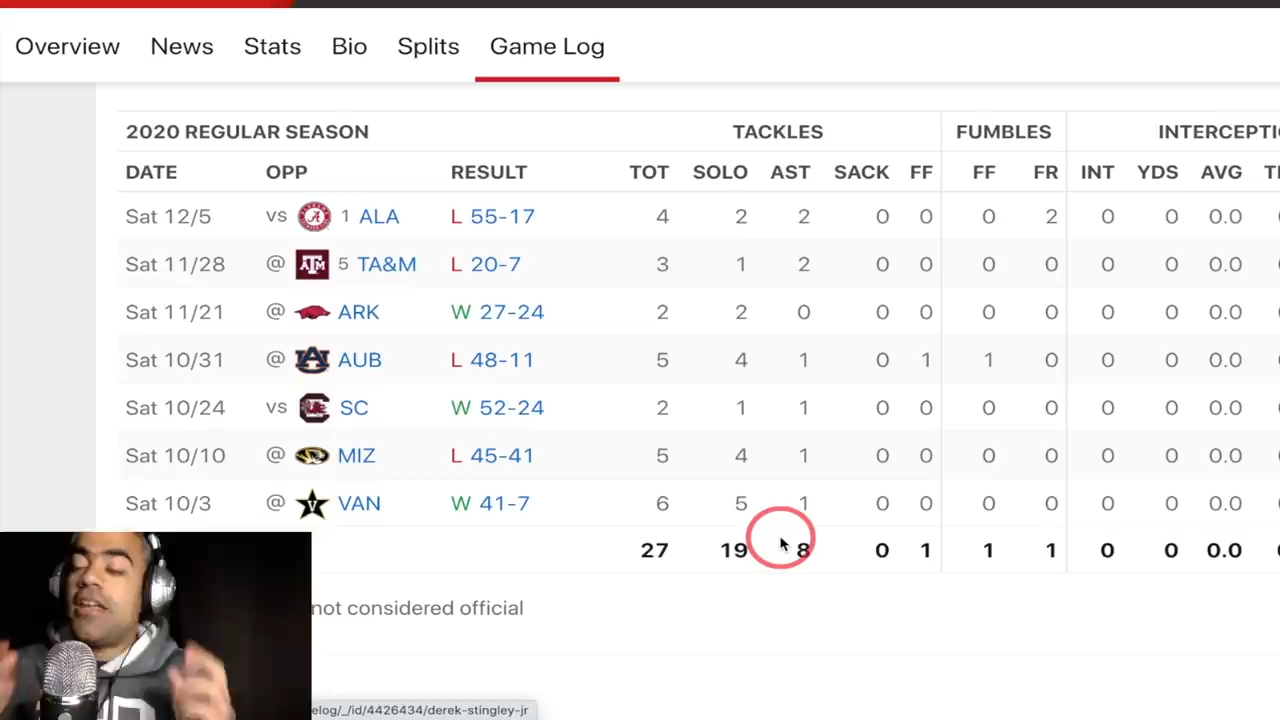 Overview News Stats Bio Splits Game Log
2020 REGULAR SEASON TACKLES FUMBLES INTERCEPTI
DATE OPP RESULT TOT SOLO AST SACK FF FF FR INT YDS AVG
Sat 12/5 vs 1 ALA L 55-17 4 2 2 0 0 0 2 0 0 0.0
Sat 11/28 @ 5 TA&M L 20-7 3 1 2 0 0 0 0 0 0 0.0
Sat 11/21 @ ARK W 27-24 2 2 0 0 0 0 0 0 0 0.0
Sat 10/31 @ AUB L 48-11 5 4 1 0 1 1 0 0 0 0.0
Sat 10/24 vs SC W 52-24 2 1 1 0 0 0 0 0 0 0.0
Sat 10/10 @ MIZ L 45-41 5 4 1 0 0 0 0 0 0 0.0
Sat 10/3 @ VAN W 41-7 6 5 1 0 0 0 0 0 0 0.0
27 19 8 0 1 1 1 0 0 0.0
not considered official
elog/_/id/4426434/derek-stingley-jr